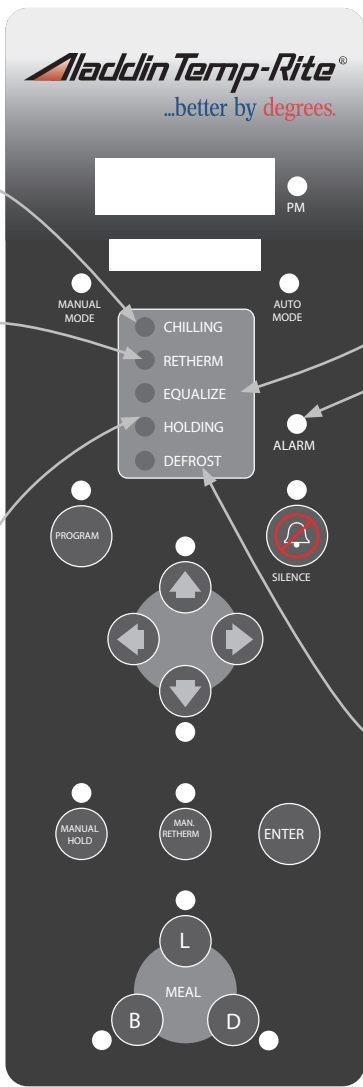 Aladdin Temp-Rite®
...better by degrees.
PM
MANUAL
MODE
AUTO
MODE
CHILLING
RETHERM
EQUALIZE
HOLDING
DEFROST
ALARM
PROGRAM
SILENCE
MANUAL
HOLD
MAN.
RETHERM
ENTER
L
MEAL
B
D